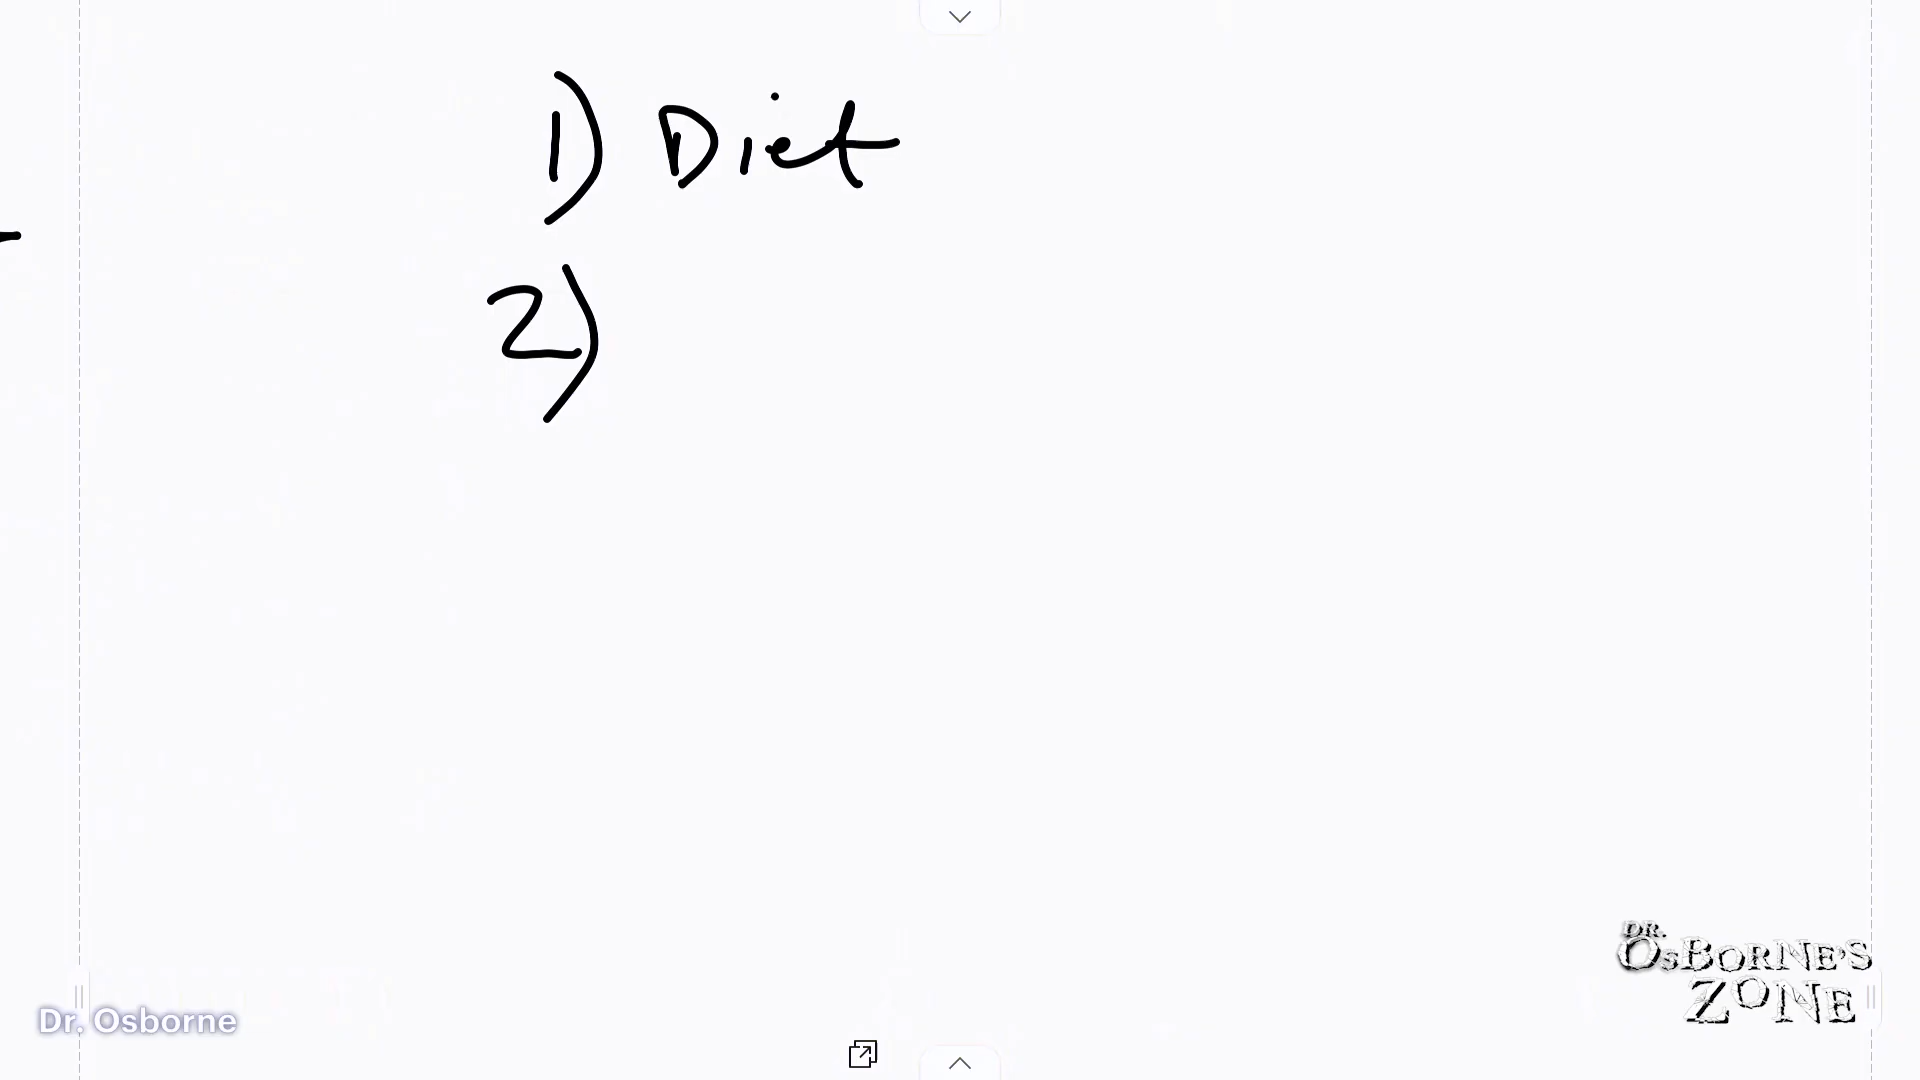 1) Diet
2)
DR.
OSBORNE'S
ZONE
Dr. Osborne